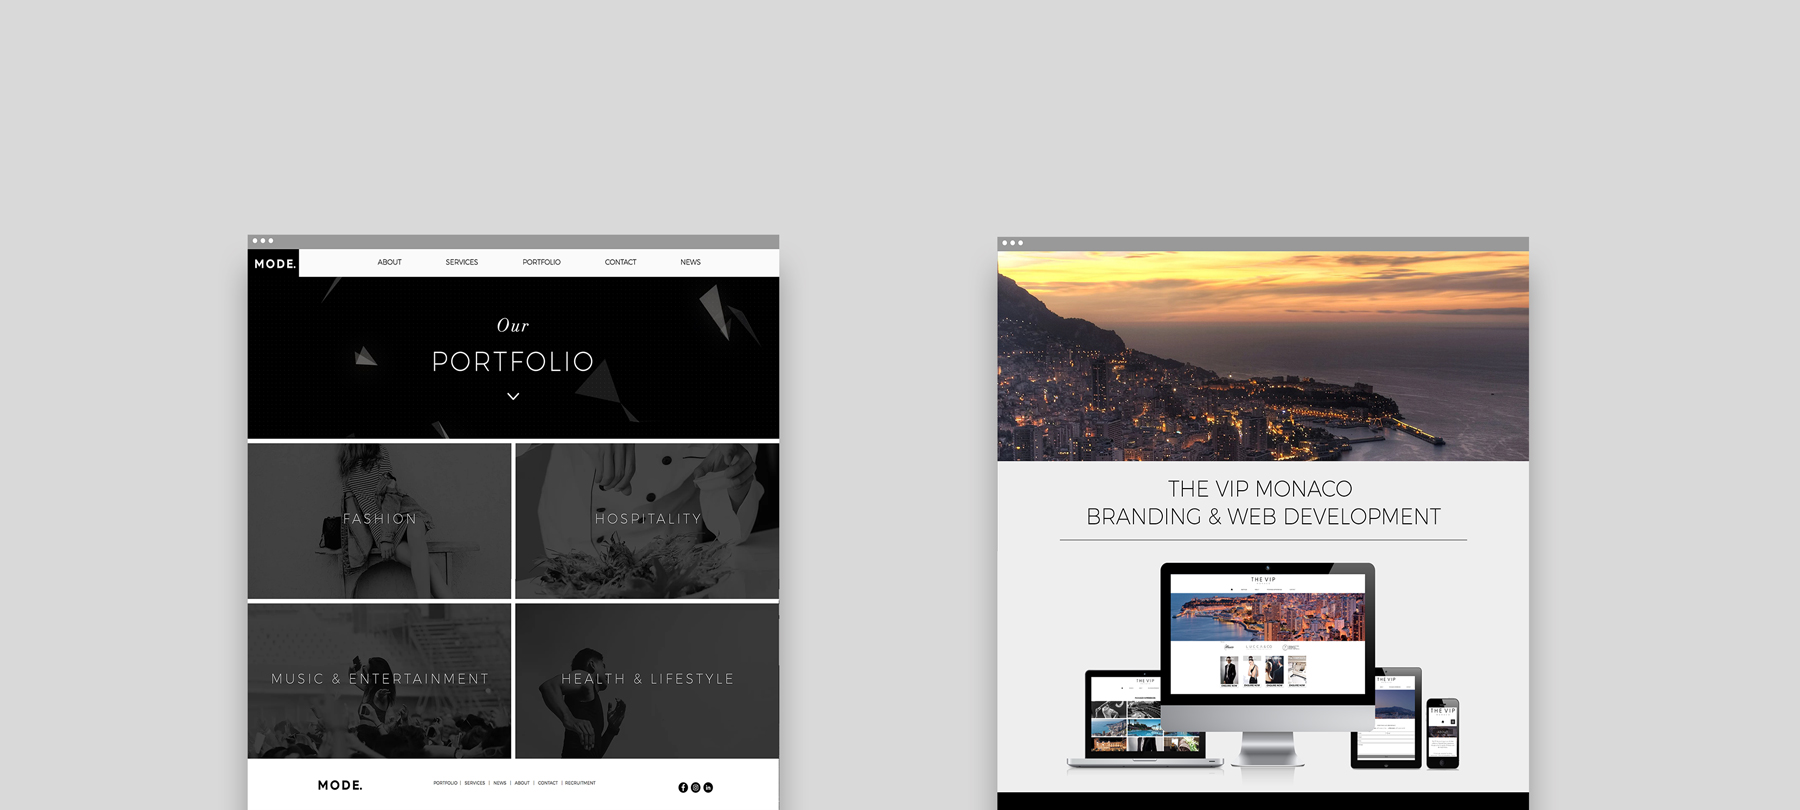 MODE.
ABOUT SERVICES PORTFOLIO CONTACT NEWS
Our
PORTFOLIO
FASHION
HOSPITALITY
MUSIC & ENTERTAINMENT
HEALTH & LIFESTYLE
MODE.
PORTFOLIO | SERVICES | NEWS | ABOUT | CONTACT | RECRUITMENT
THE VIP MONACO
BRANDING & WEB DEVELOPMENT
THE VIP
THE VIP
THE VIP
THE VIP